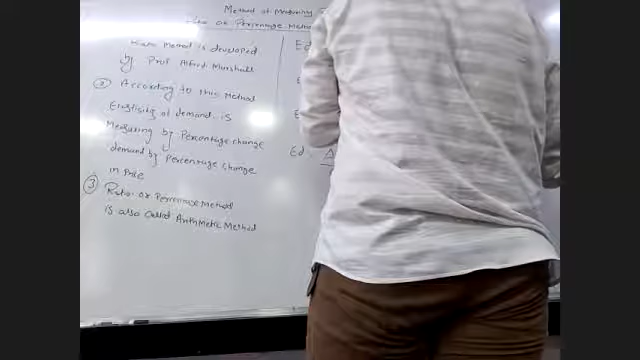 Method of Measuring
Ratio or Percentage Method
Ratio Method is developed
by Prof Alfred Marshall
② According to this Method
Elasticity of demand is
Measuring by Percentage change
demand by Percentage change
in Price
③ Ratio or Percentage Method
is also called Arithmetic Method
Ed
Ed